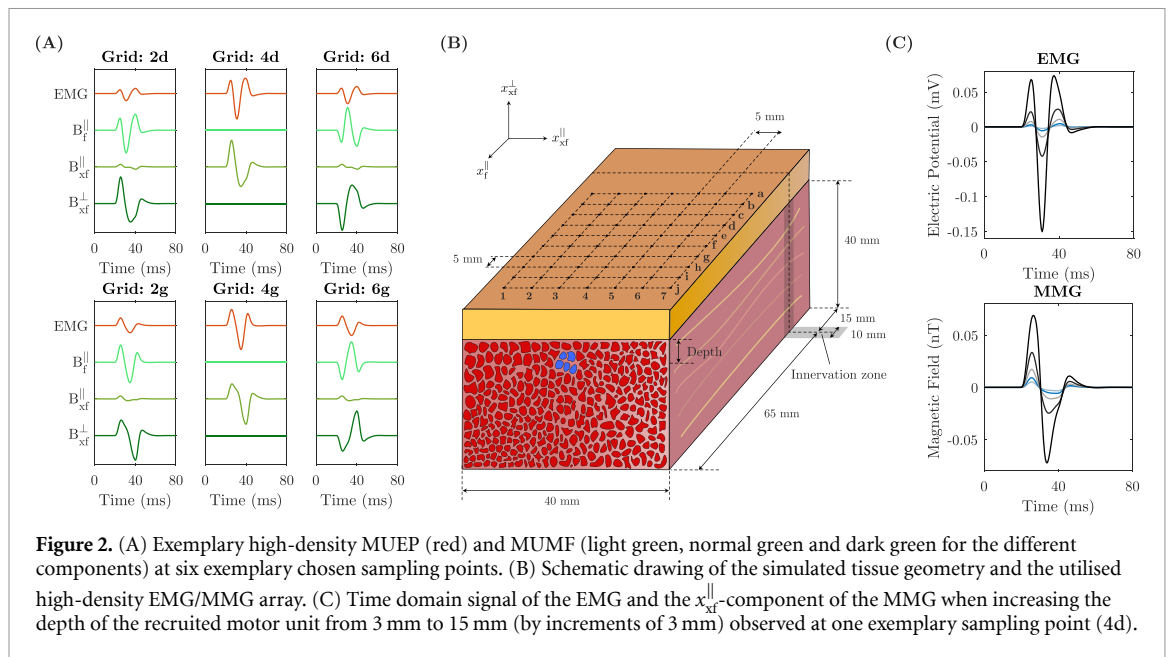 (A)
Grid: 2d
Grid: 4d
Grid: 6d
EMG
B_f^||
B_xf^||
B_xf^⊥
0 40 80
0 40 80
0 40 80
Time (ms)
Time (ms)
Time (ms)
Grid: 2g
Grid: 4g
Grid: 6g
EMG
B_f^||
B_xf^||
B_xf^⊥
0 40 80
0 40 80
0 40 80
Time (ms)
Time (ms)
Time (ms)
(B)
x_xf^⊥
x_xf^||
x_f^||
5 mm
a
b
c
d
e
f
g
h
i
j
5 mm
1 2 3 4 5 6 7
40 mm
15 mm
10 mm
Depth
Innervation zone
65 mm
40 mm
(C)
EMG
Electric Potential (mV)
0.05
0
-0.05
-0.1
-0.15
0 40 80
Time (ms)
MMG
Magnetic Field (nT)
0.05
0
-0.05
0 40 80
Time (ms)
Figure 2. (A) Exemplary high-density MUEP (red) and MUMF (light green, normal green and dark green for the different
components) at six exemplary chosen sampling points. (B) Schematic drawing of the simulated tissue geometry and the utilised
high-density EMG/MMG array. (C) Time domain signal of the EMG and the x_xf^||-component of the MMG when increasing the
depth of the recruited motor unit from 3 mm to 15 mm (by increments of 3 mm) observed at one exemplary sampling point (4d).